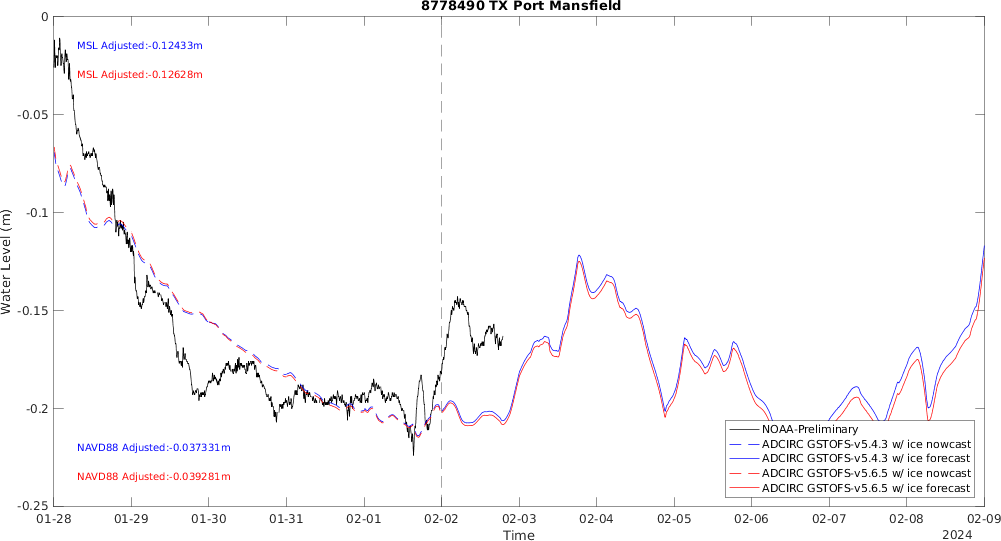 8778490 TX Port Mansfield
0
-0.05
-0.1
-0.15
-0.2
-0.25
Water Level (m)
MSL Adjusted:-0.12433m
MSL Adjusted:-0.12628m
NAVD88 Adjusted:-0.037331m
NAVD88 Adjusted:-0.039281m
NOAA-Preliminary
ADCIRC GSTOFS-v5.4.3 w/ ice nowcast
ADCIRC GSTOFS-v5.4.3 w/ ice forecast
ADCIRC GSTOFS-v5.6.5 w/ ice nowcast
ADCIRC GSTOFS-v5.6.5 w/ ice forecast
01-28 01-29 01-30 01-31 02-01 02-02 02-03 02-04 02-05 02-06 02-07 02-08 02-09
Time
2024